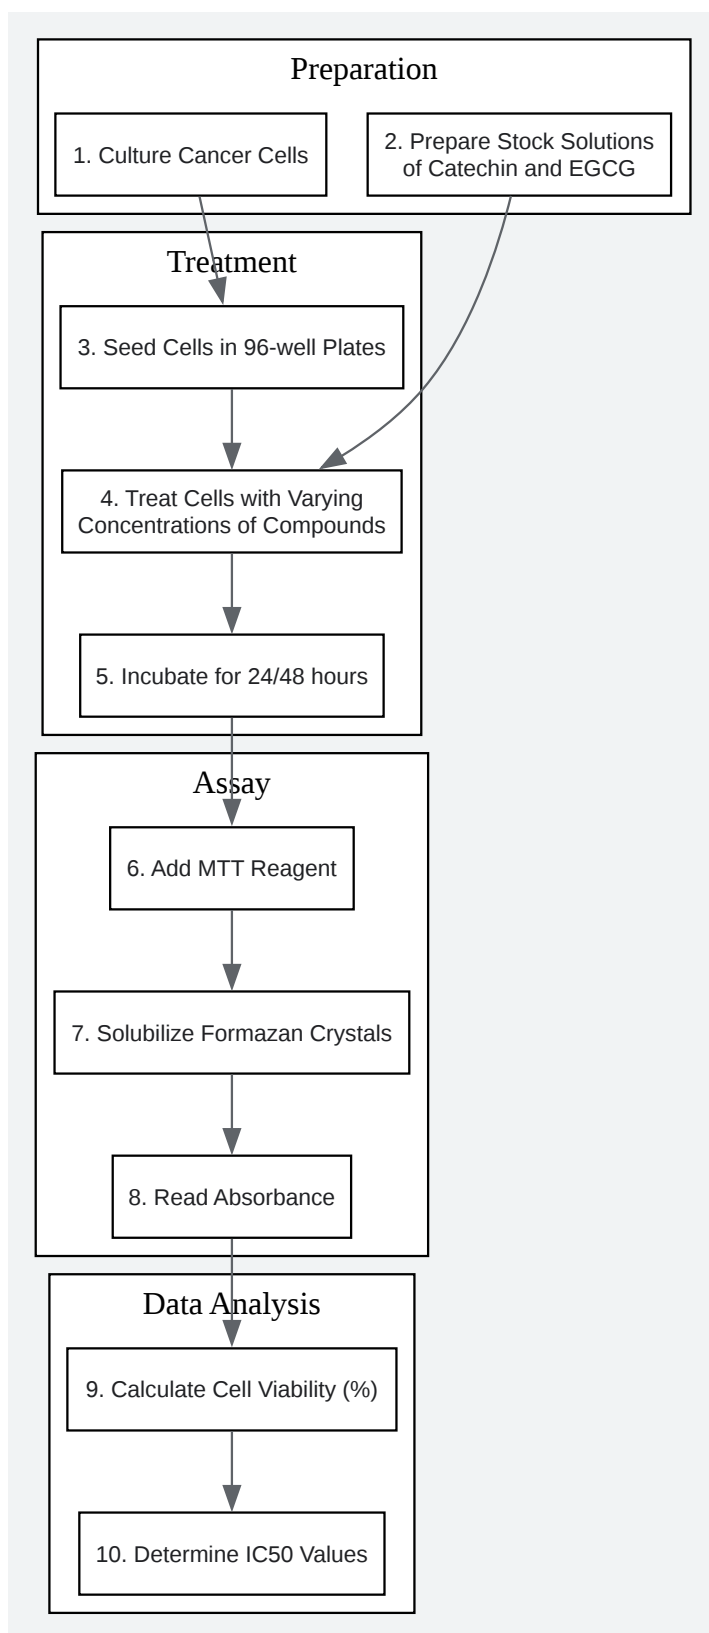 Preparation
1. Culture Cancer Cells
2. Prepare Stock Solutions
of Catechin and EGCG
Treatment
3. Seed Cells in 96-well Plates
4. Treat Cells with Varying
Concentrations of Compounds
5. Incubate for 24/48 hours
Assay
6. Add MTT Reagent
7. Solubilize Formazan Crystals
8. Read Absorbance
Data Analysis
9. Calculate Cell Viability (%)
10. Determine IC50 Values